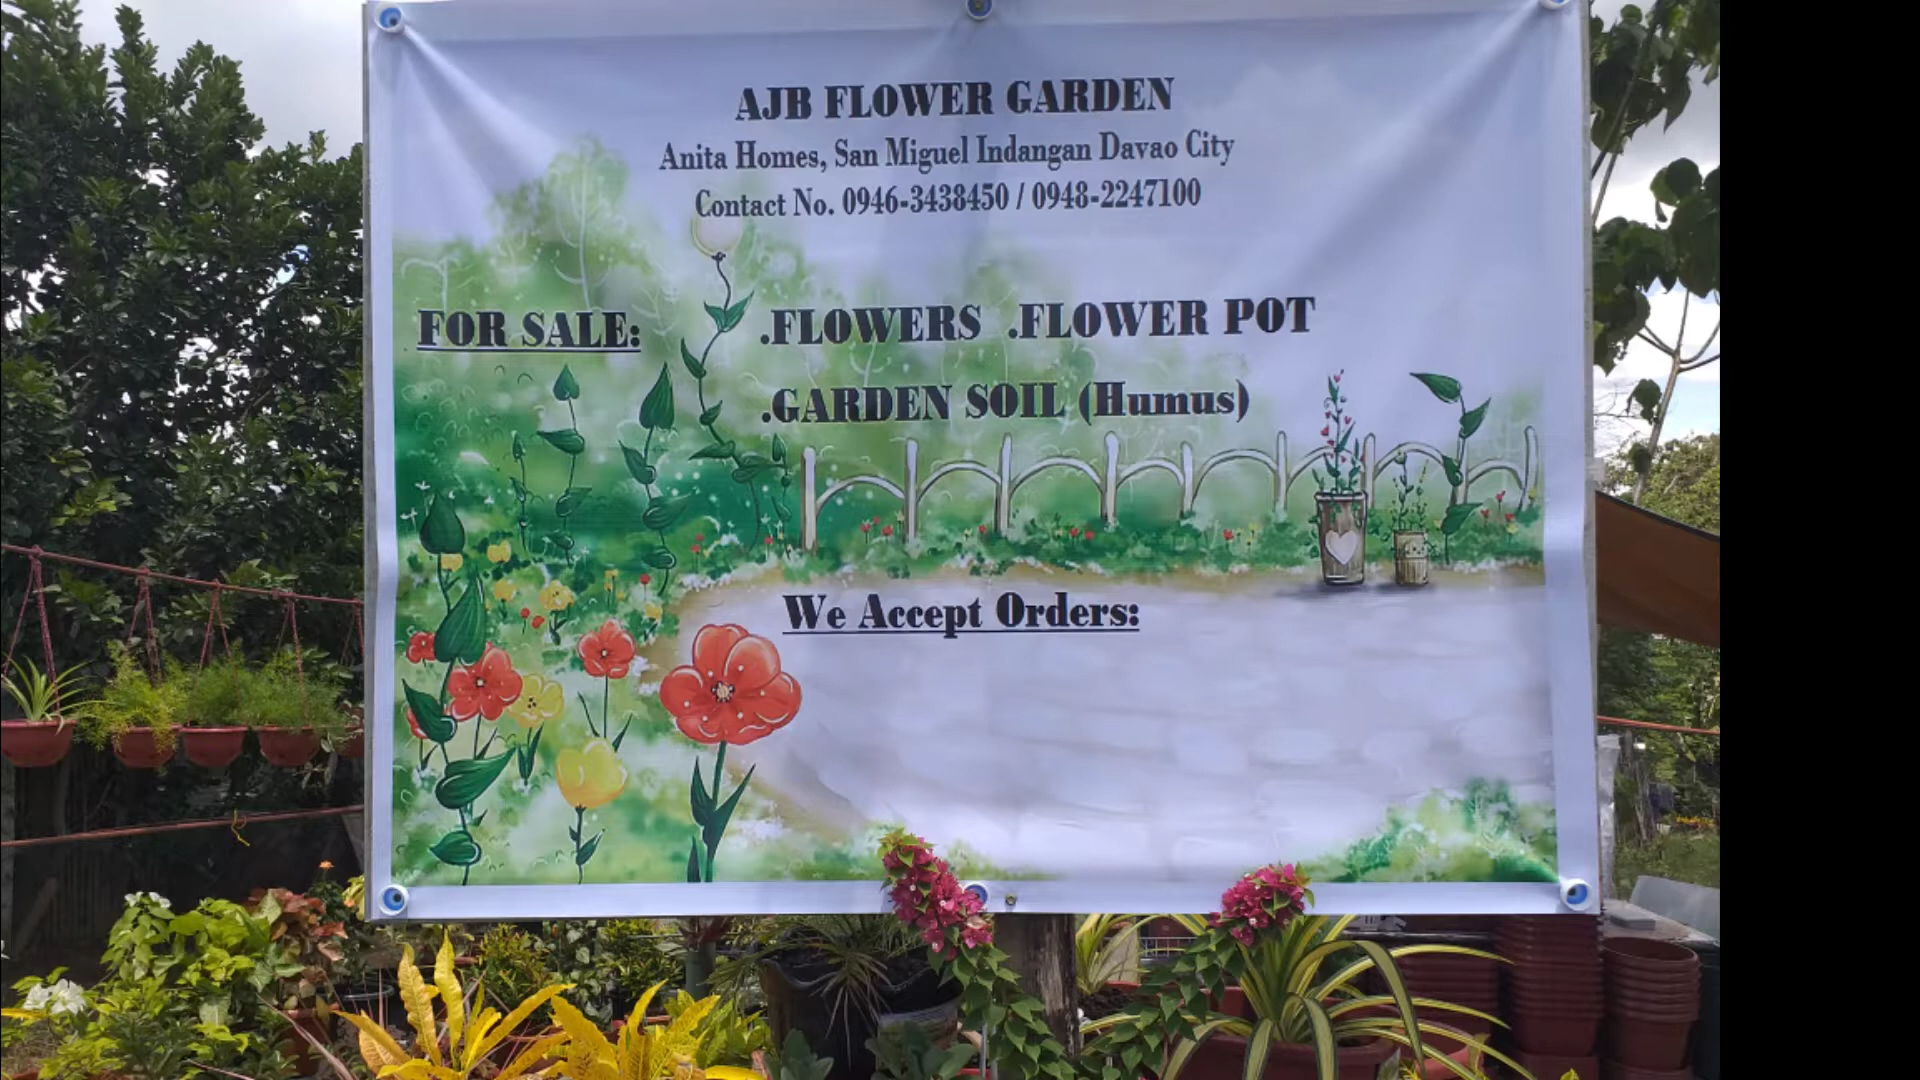 AJB FLOWER GARDEN
Anita Homes, San Miguel Indangan Davao City
Contact No. 0946-3438450 / 0948-2247100
FOR SALE: .FLOWERS .FLOWER POT
.GARDEN SOIL (Humus)
We Accept Orders: